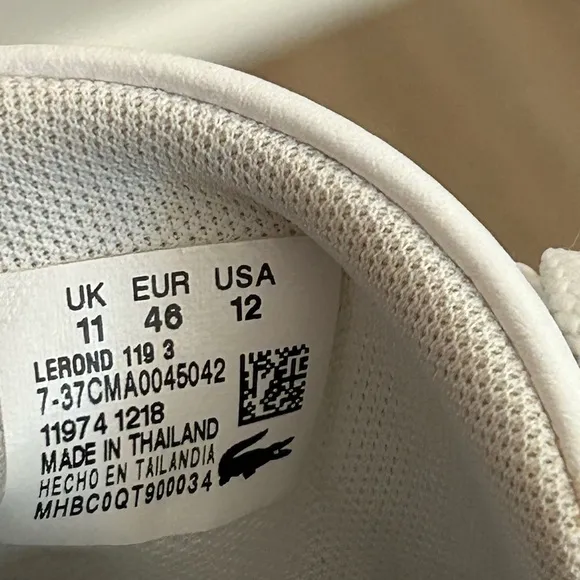 UK EUR USA
11 46 12
LEROND 119 3
7-37CMA0045042
11974 1218
MADE IN THAILAND
HECHO EN TAILANDIA
MHBC0QT900034